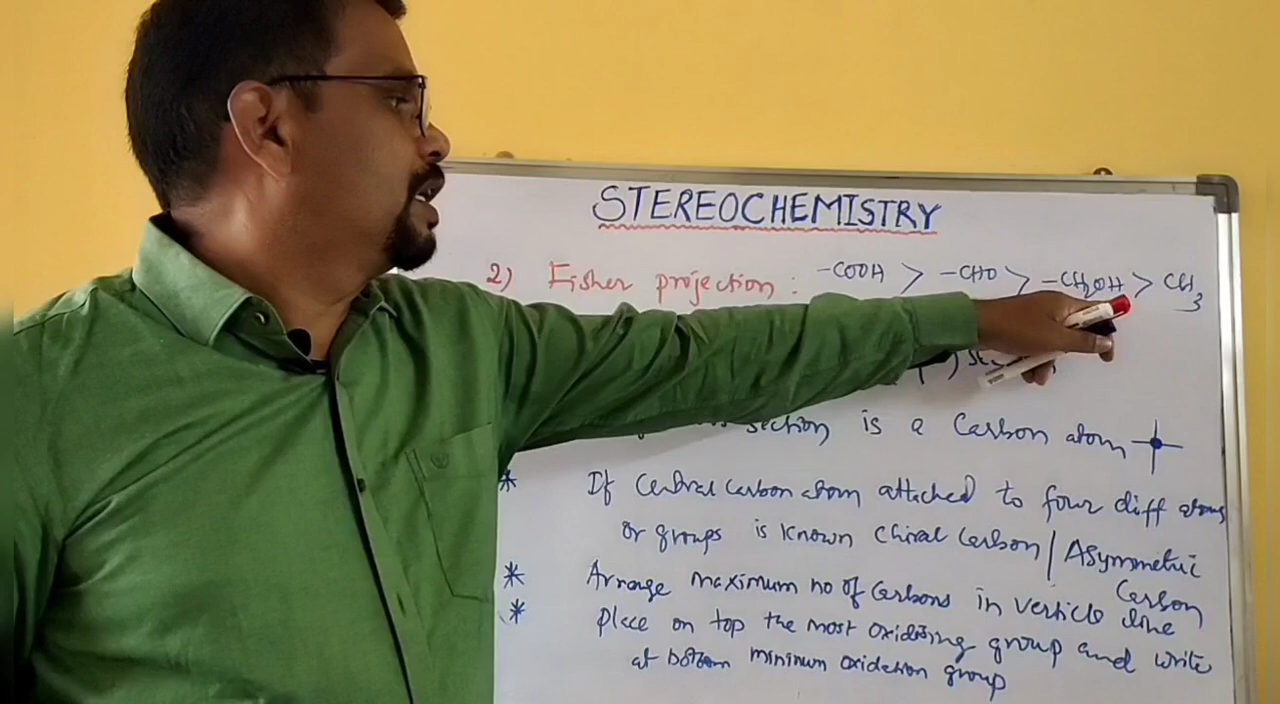 STEREOCHEMISTRY
2) Fisher projection : -COOH > -CHO > -CH2OH > CH3
section is a Carbon atom
* If central carbon atom attached to four diff atoms
or groups is known chiral carbon / Asymmetric
Carbon
* Arrange maximum no of carbons in verticle line
* Place on top the most oxidising group and write
at bottom mininum oxidation group